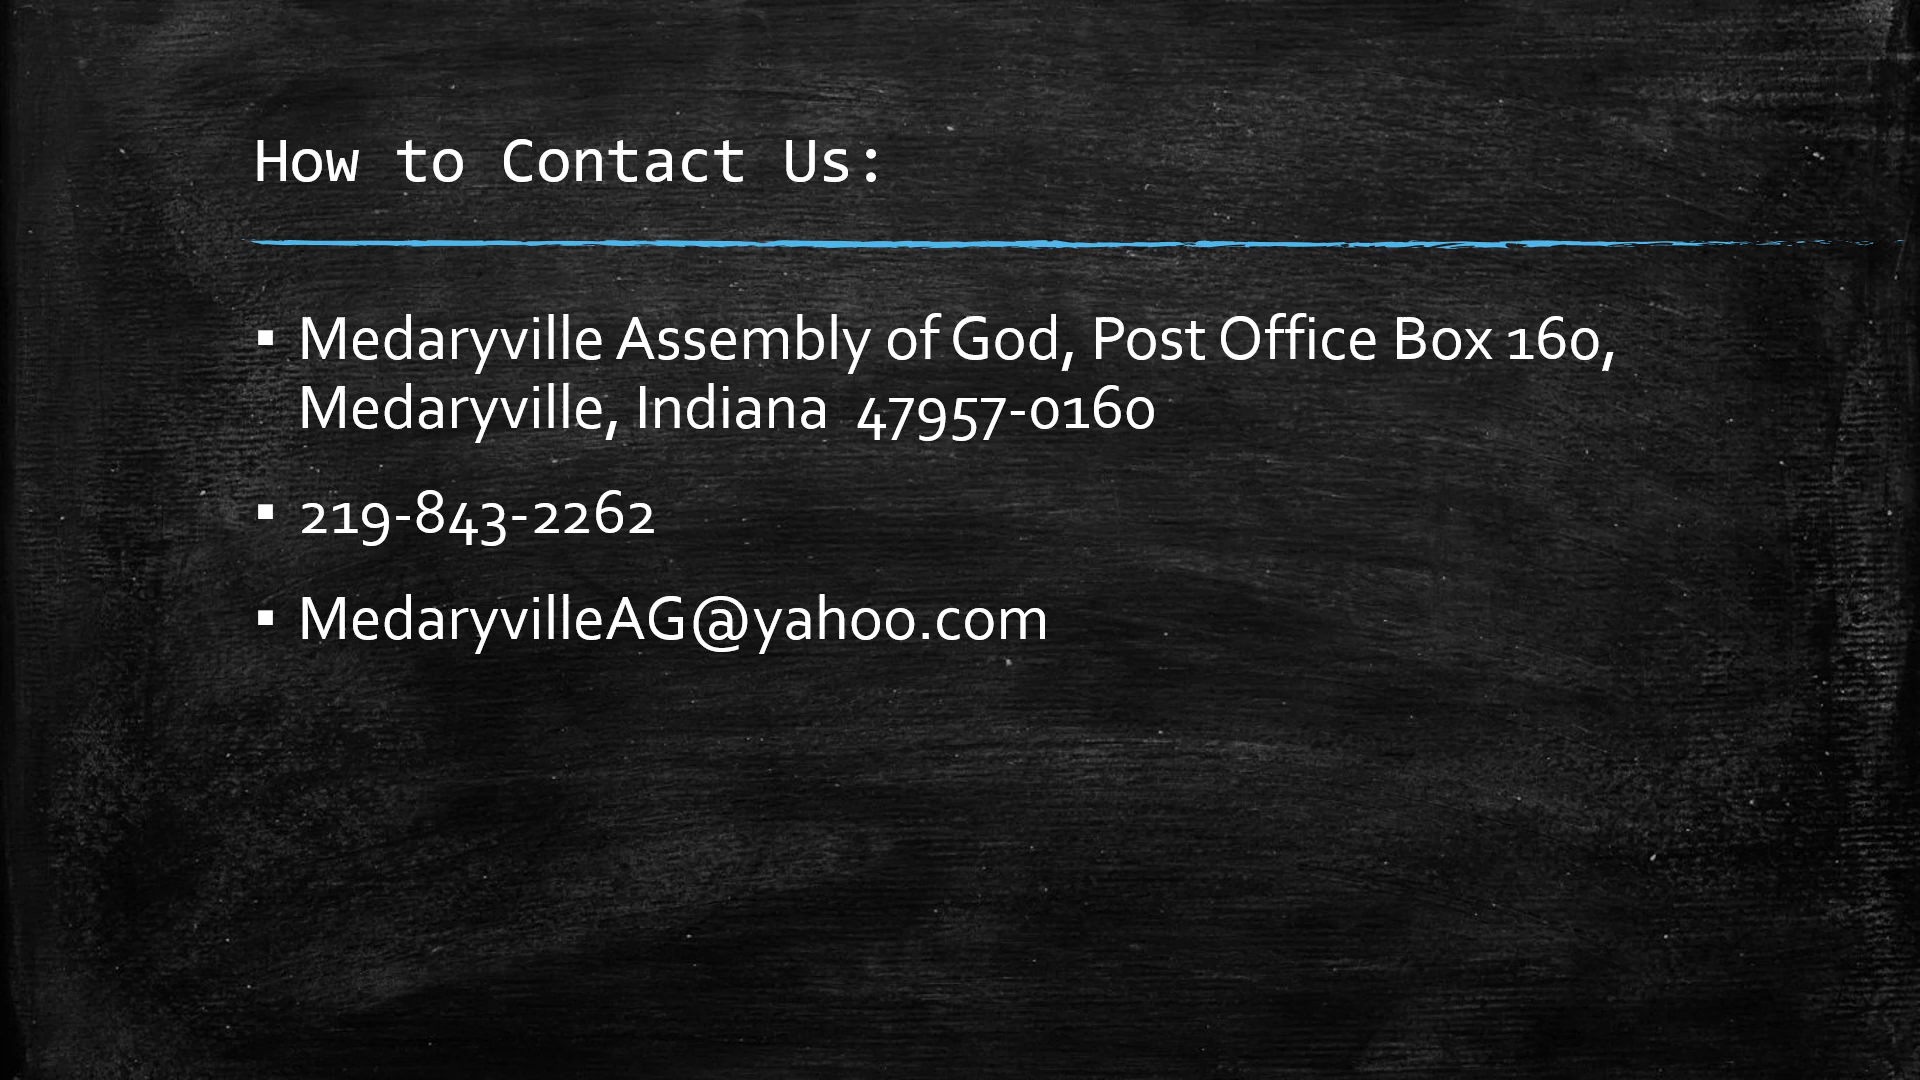 How to Contact Us:
▪ Medaryville Assembly of God, Post Office Box 160,
Medaryville, Indiana  47957-0160
▪ 219-843-2262
▪ MedaryvilleAG@yahoo.com